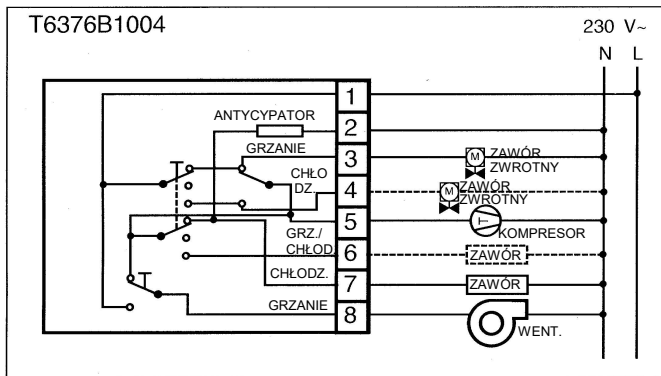 T6376B1004
230 V~
N L
1
ANTYCYPATOR
2
GRZANIE
3
M
ZAWÓR
ZWROTNY
CHŁO
DZ.
4
M
ZAWÓR
ZWROTNY
5
T
KOMPRESOR
GRZ./
CHŁOD
6
ZAWÓR
CHŁODZ.
7
ZAWÓR
GRZANIE
8
WENT.